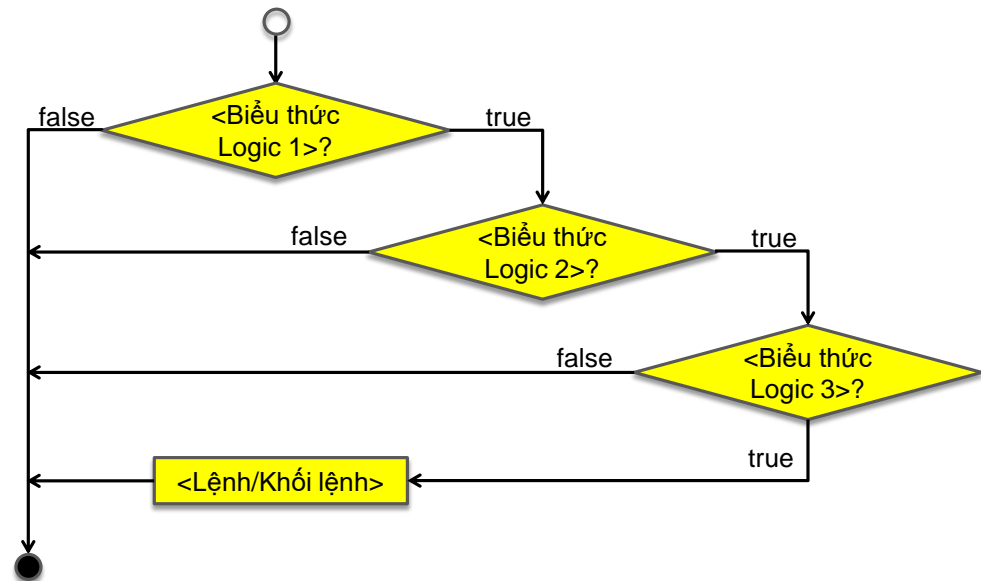 false
<Biểu thức
Logic 1>?
true
false
<Biểu thức
Logic 2>?
true
false
<Biểu thức
Logic 3>?
true
<Lệnh/Khối lệnh>